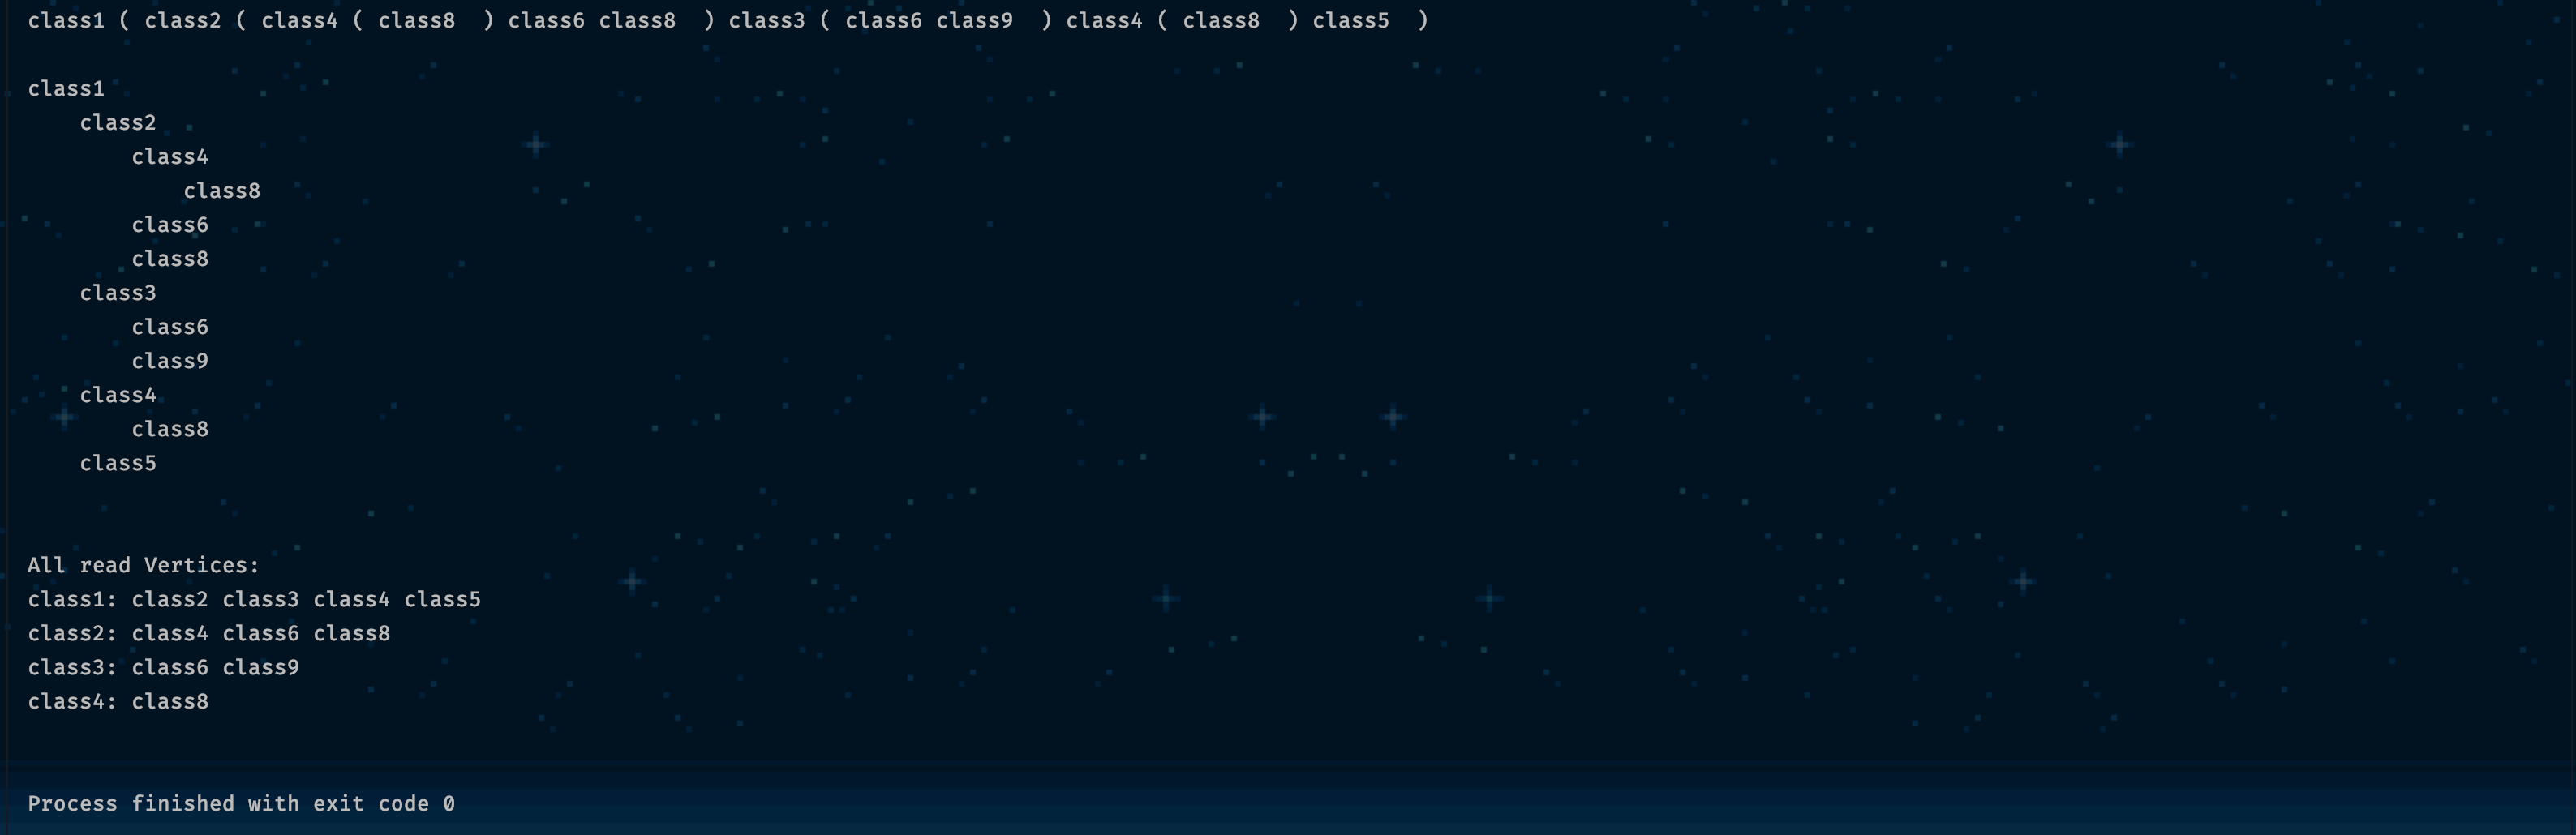 class1 ( class2 ( class4 ( class8  ) class6 class8  ) class3 ( class6 class9  ) class4 ( class8  ) class5  )
class1
    class2
        class4
            class8
        class6
        class8
    class3
        class6
        class9
    class4
        class8
    class5
All read Vertices:
class1: class2 class3 class4 class5
class2: class4 class6 class8
class3: class6 class9
class4: class8
Process finished with exit code 0